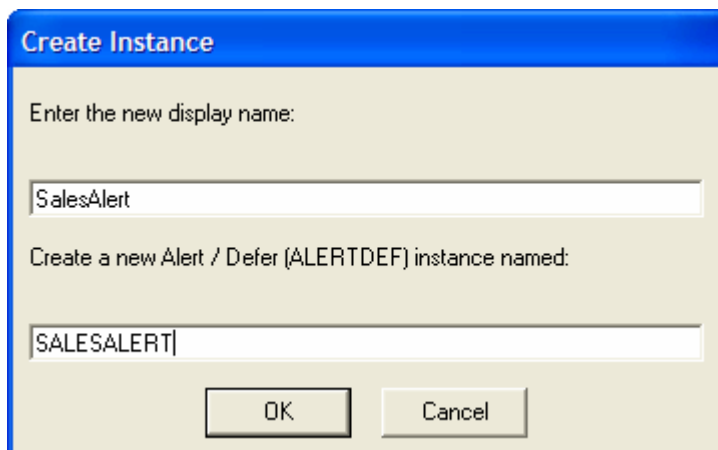 Create Instance
Enter the new display name:
SalesAlert
Create a new Alert / Defer (ALERTDEF) instance named:
SALESALERT
OK
Cancel